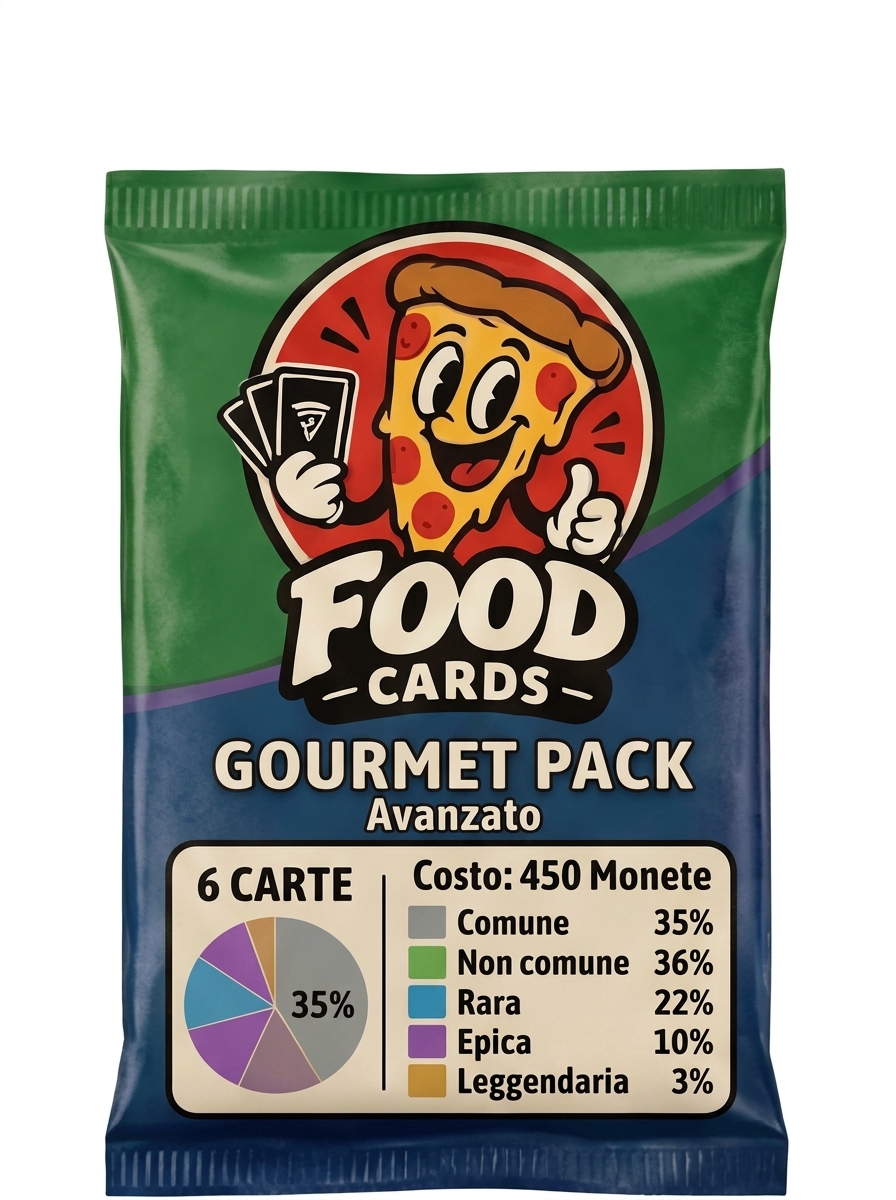 FOOD
CARDS
GOURMET PACK
Avanzato
6 CARTE
35%
Costo: 450 Monete
Comune 35%
Non comune 36%
Rara 22%
Epica 10%
Leggendaria 3%